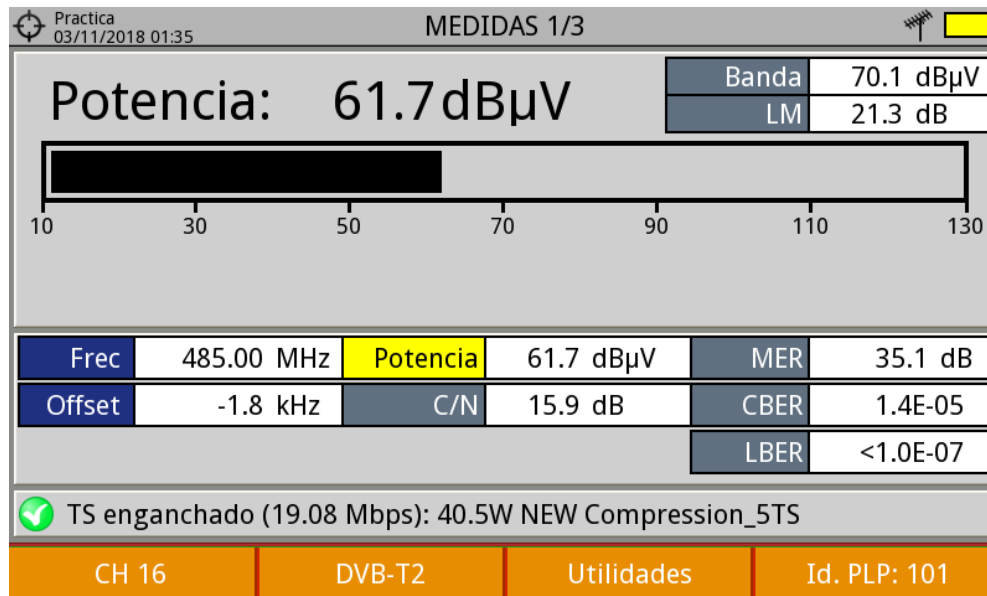 Practica
03/11/2018 01:35
MEDIDAS 1/3
Potencia: 61.7 dBµV
Banda 70.1 dBµV
LM 21.3 dB
10 30 50 70 90 110 130
Frec 485.00 MHz Potencia 61.7 dBµV MER 35.1 dB
Offset -1.8 kHz C/N 15.9 dB CBER 1.4E-05
LBER <1.0E-07
TS enganchado (19.08 Mbps): 40.5W NEW Compression_5TS
CH 16 DVB-T2 Utilidades Id. PLP: 101